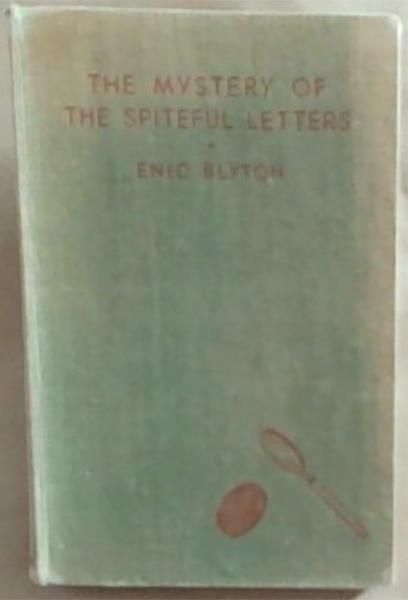 THE MYSTERY OF
THE SPITEFUL LETTERS
ENID BLYTON